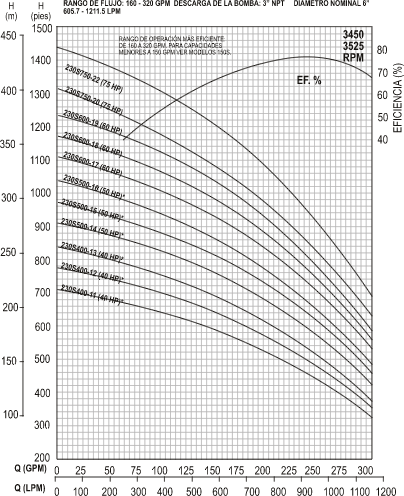 RANGO DE FLUJO: 160 - 320 GPM DESCARGA DE LA BOMBA: 3" NPT DIAMETRO NOMINAL 6"
605.7 - 1211.5 LPM
H H
(m) (pies)
RANGO DE OPERACIÓN MÁS EFICIENTE
DE 160 A 320 GPM, PARA CAPACIDADES
MENORES A 150 GPM VER MODELOS 150S.
3450
3525
RPM
EF. %
EFICIENCIA (%)
80
70
60
50
40
450
400
350
300
250
200
150
100
1500
1400
1300
1200
1100
1000
900
800
700
600
500
400
300
200
230S750-22 (75 HP)
230S750-20 (75 HP)
230S600-19 (60 HP)
230S600-18 (60 HP)
230S600-17 (60 HP)
230S500-16 (50 HP)*
230S500-15 (50 HP)*
230S500-14 (50 HP)*
230S400-13 (40 HP)*
230S400-12 (40 HP)*
230S400-11 (40 HP)*
Q (GPM) 0 25 50 75 100 125 150 175 200 225 250 275 300
Q (LPM) 0 100 200 300 400 500 600 700 800 900 1000 1100 1200